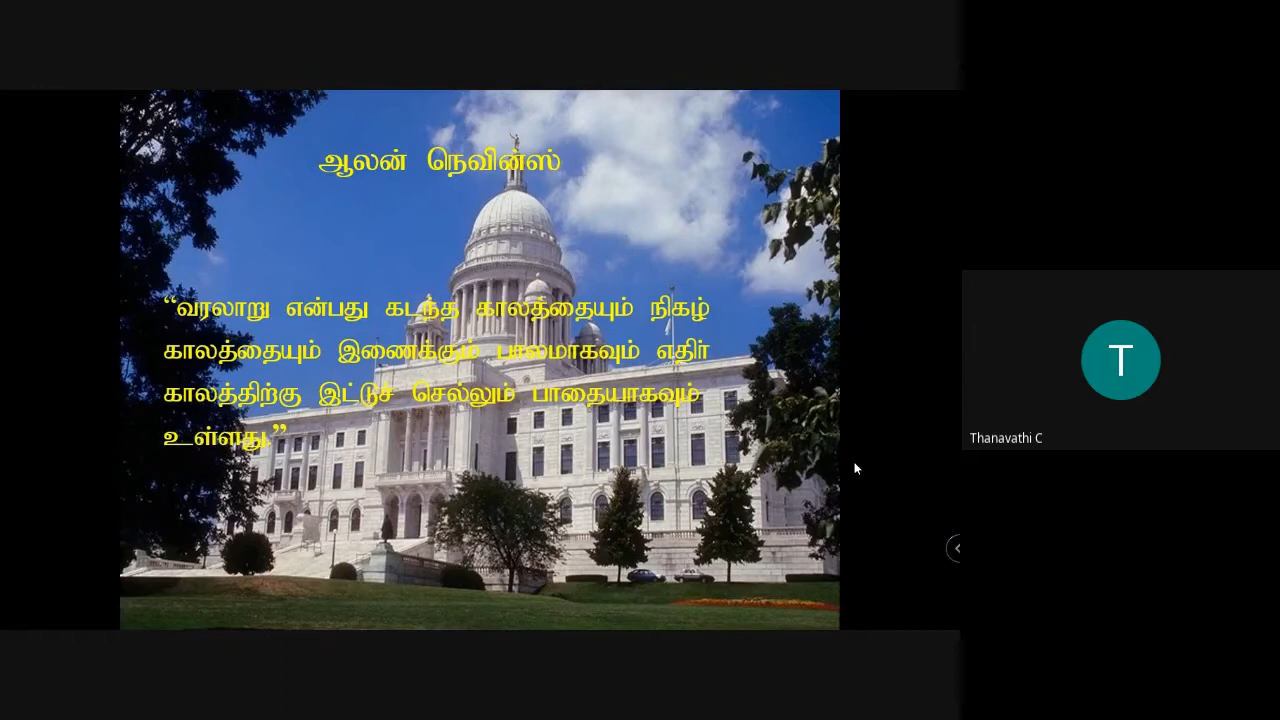 ஆலன் நெவின்ஸ்
“வரலாறு என்பது கடந்த காலத்தையும் நிகழ்
காலத்தையும் இணைக்கும் பாலமாகவும் எதிர்
காலத்திற்கு இட்டுச் செல்லும் பாதையாகவும்
உள்ளது.”
T
Thanavathi C